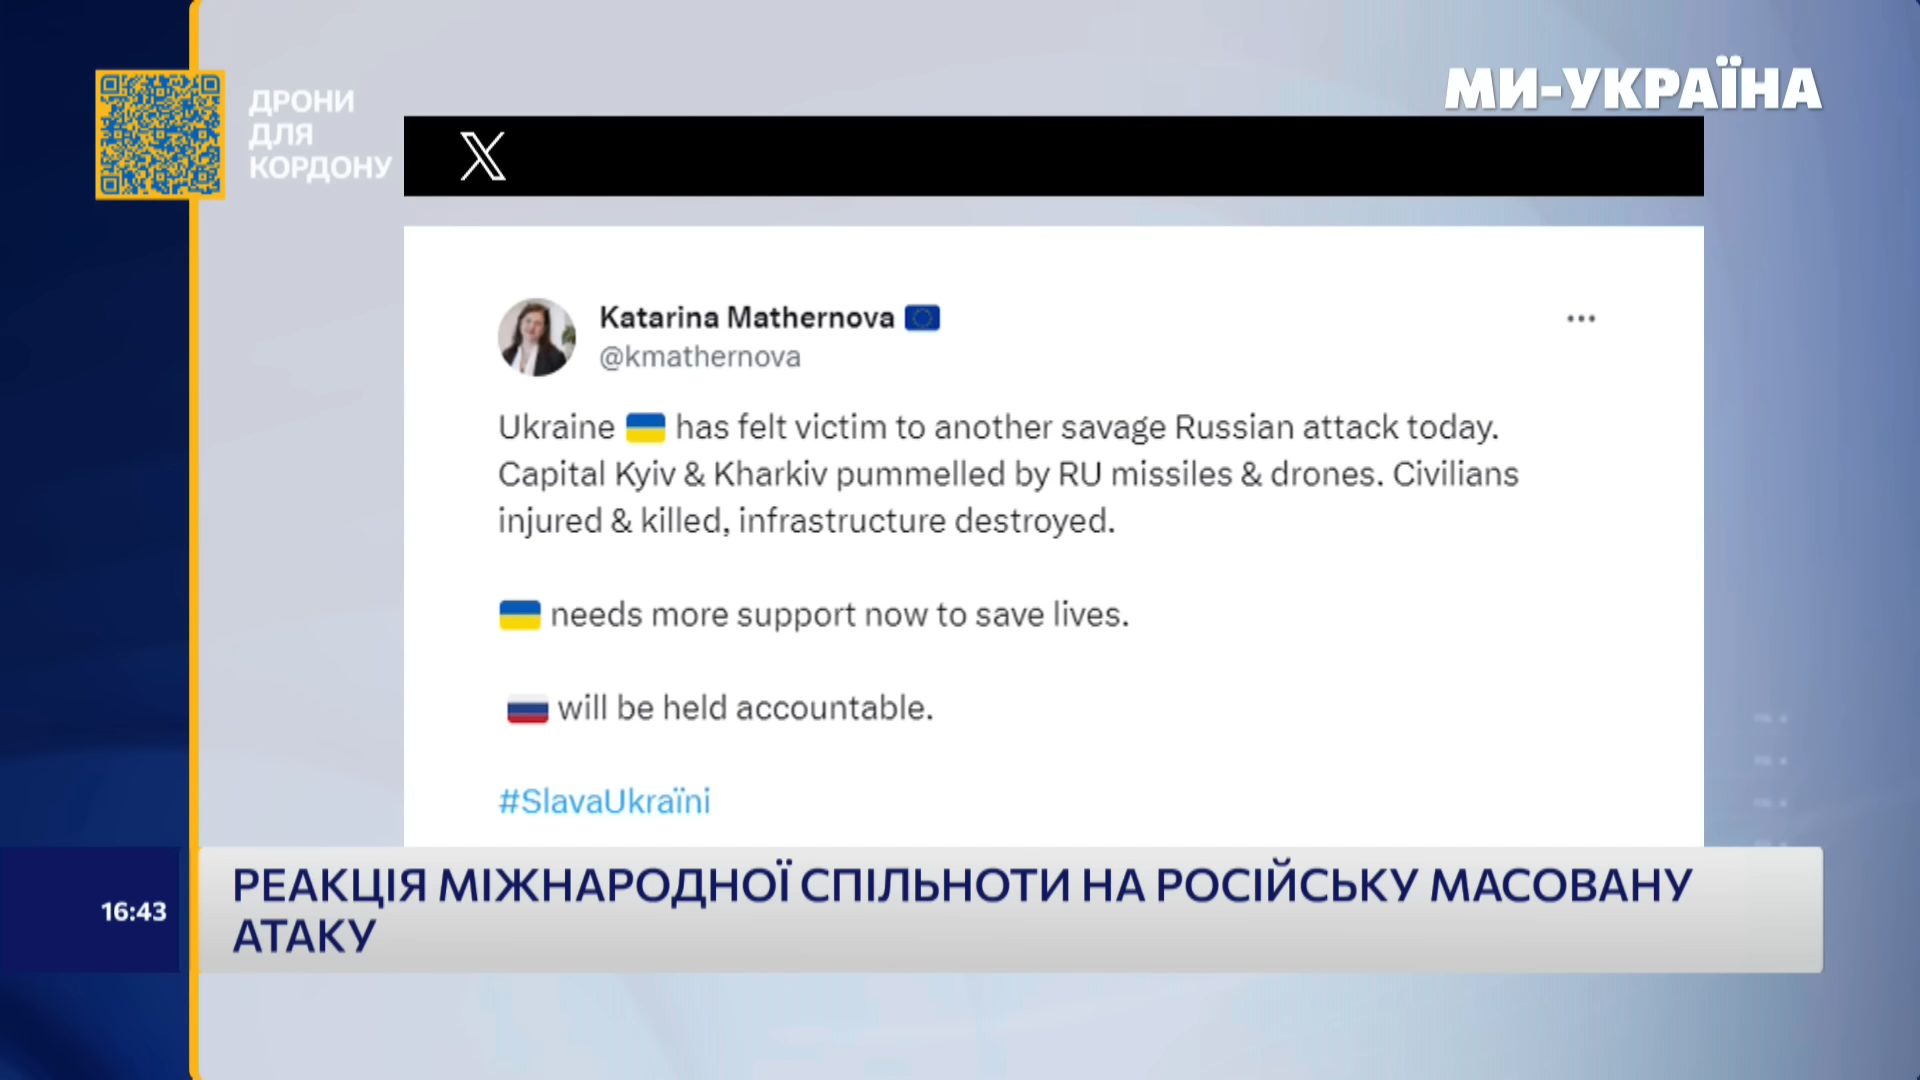 ДРОНИ
ДЛЯ
КОРДОНУ
МИ-УКРАЇНА
Katarina Mathernova 🇪🇺
@kmathernova
Ukraine 🇺🇦 has felt victim to another savage Russian attack today.
Capital Kyiv & Kharkiv pummelled by RU missiles & drones. Civilians
injured & killed, infrastructure destroyed.
🇺🇦 needs more support now to save lives.
🇷🇺 will be held accountable.
#SlavaUkraїni
16:43
РЕАКЦІЯ МІЖНАРОДНОЇ СПІЛЬНОТИ НА РОСІЙСЬКУ МАСОВАНУ
АТАКУ